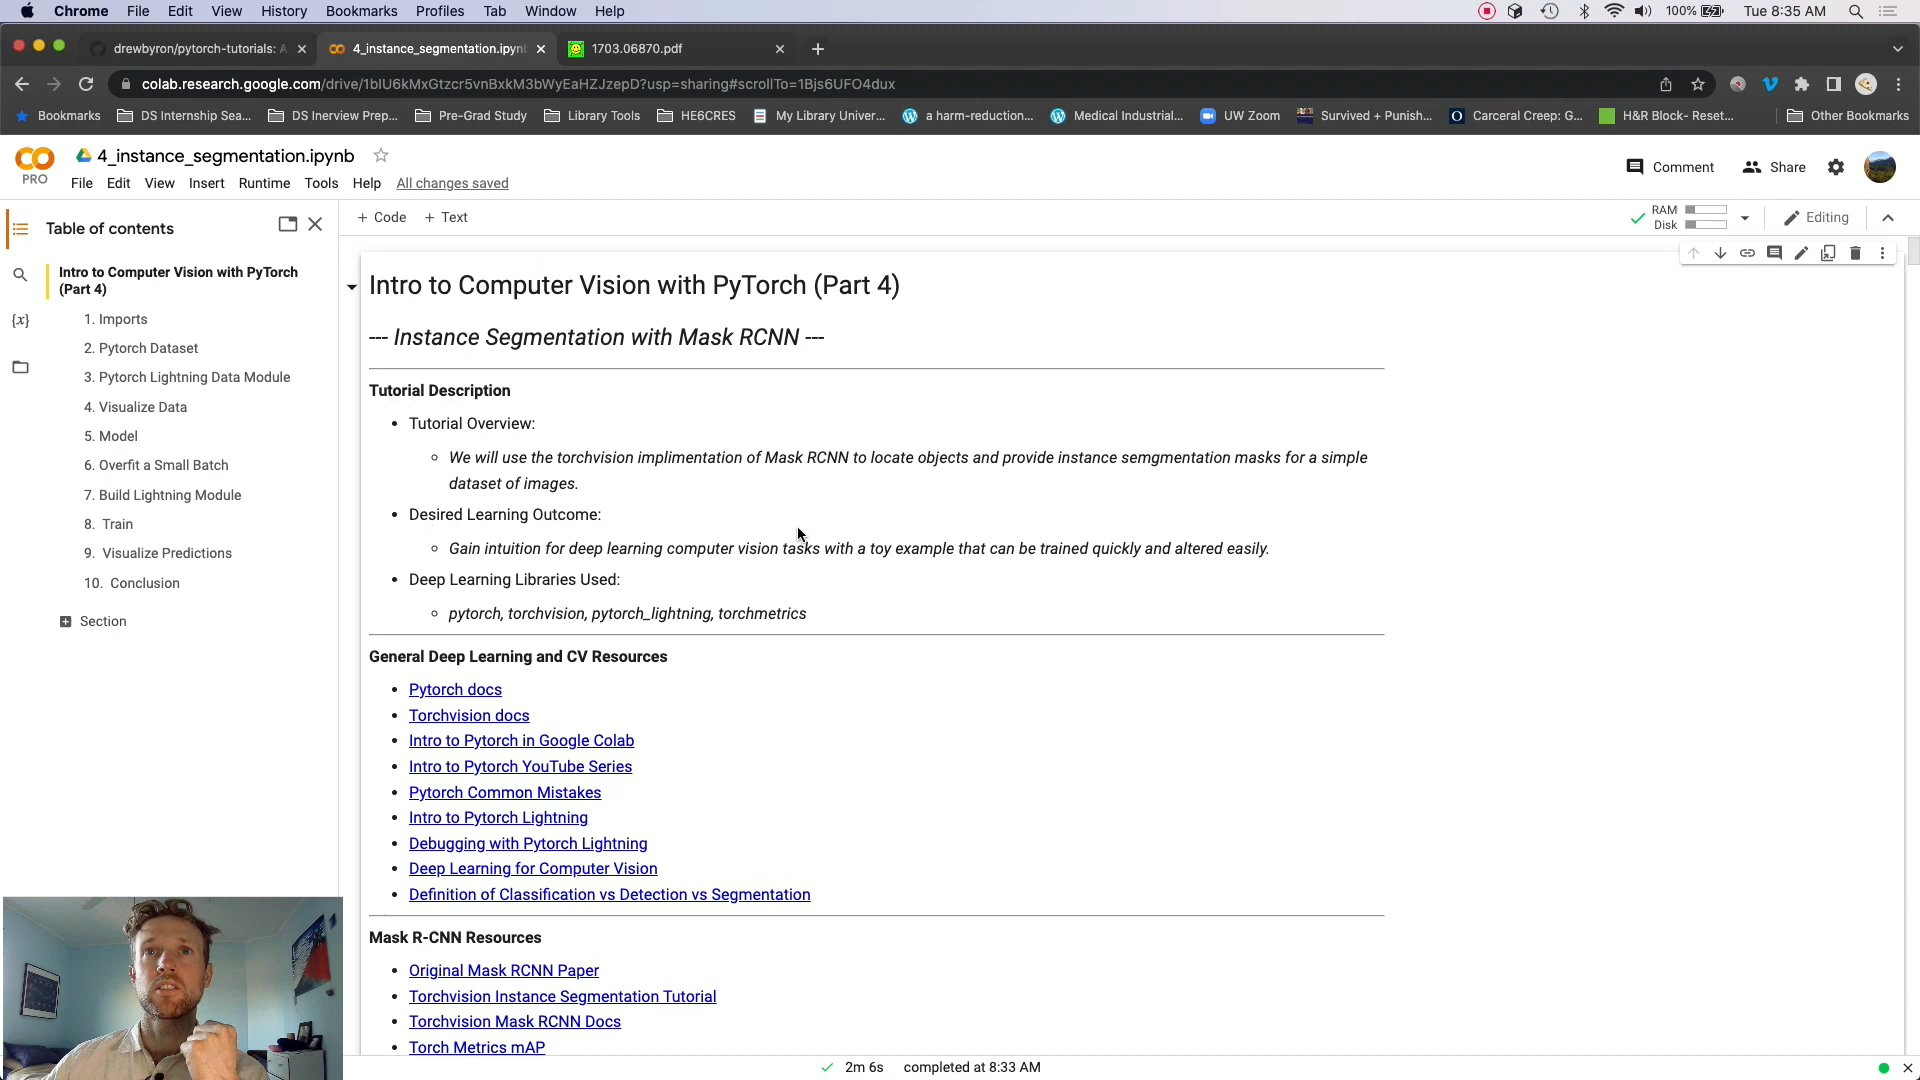 Chrome File Edit View History Bookmarks Profiles Tab Window Help 100% Tue 8:35 AM
drewbyron/pytorch-tutorials: A 4_instance_segmentation.ipyn 1703.06870.pdf
colab.research.google.com/drive/1bIU6kMxGtzcr5vnBxkM3bWyEaHZJzepD?usp=sharing#scrollTo=1Bjs6UFO4dux
Bookmarks DS Internship Sea... DS Inerview Prep... Pre-Grad Study Library Tools HE6CRES My Library Univer... a harm-reduction... Medical Industrial... UW Zoom Survived + Punish... Carceral Creep: G... H&R Block- Reset... Other Bookmarks
4_instance_segmentation.ipynb
PRO
File Edit View Insert Runtime Tools Help All changes saved
Comment Share
Table of contents
+ Code + Text
RAM
Disk
Editing
Intro to Computer Vision with PyTorch
(Part 4)
1. Imports
2. Pytorch Dataset
3. Pytorch Lightning Data Module
4. Visualize Data
5. Model
6. Overfit a Small Batch
7. Build Lightning Module
8. Train
9. Visualize Predictions
10. Conclusion
Section
Intro to Computer Vision with PyTorch (Part 4)
--- Instance Segmentation with Mask RCNN ---
Tutorial Description
• Tutorial Overview:
◦ We will use the torchvision implimentation of Mask RCNN to locate objects and provide instance semgmentation masks for a simple
dataset of images.
• Desired Learning Outcome:
◦ Gain intuition for deep learning computer vision tasks with a toy example that can be trained quickly and altered easily.
• Deep Learning Libraries Used:
◦ pytorch, torchvision, pytorch_lightning, torchmetrics
General Deep Learning and CV Resources
• Pytorch docs
• Torchvision docs
• Intro to Pytorch in Google Colab
• Intro to Pytorch YouTube Series
• Pytorch Common Mistakes
• Intro to Pytorch Lightning
• Debugging with Pytorch Lightning
• Deep Learning for Computer Vision
• Definition of Classification vs Detection vs Segmentation
Mask R-CNN Resources
• Original Mask RCNN Paper
• Torchvision Instance Segmentation Tutorial
• Torchvision Mask RCNN Docs
• Torch Metrics mAP
2m 6s completed at 8:33 AM